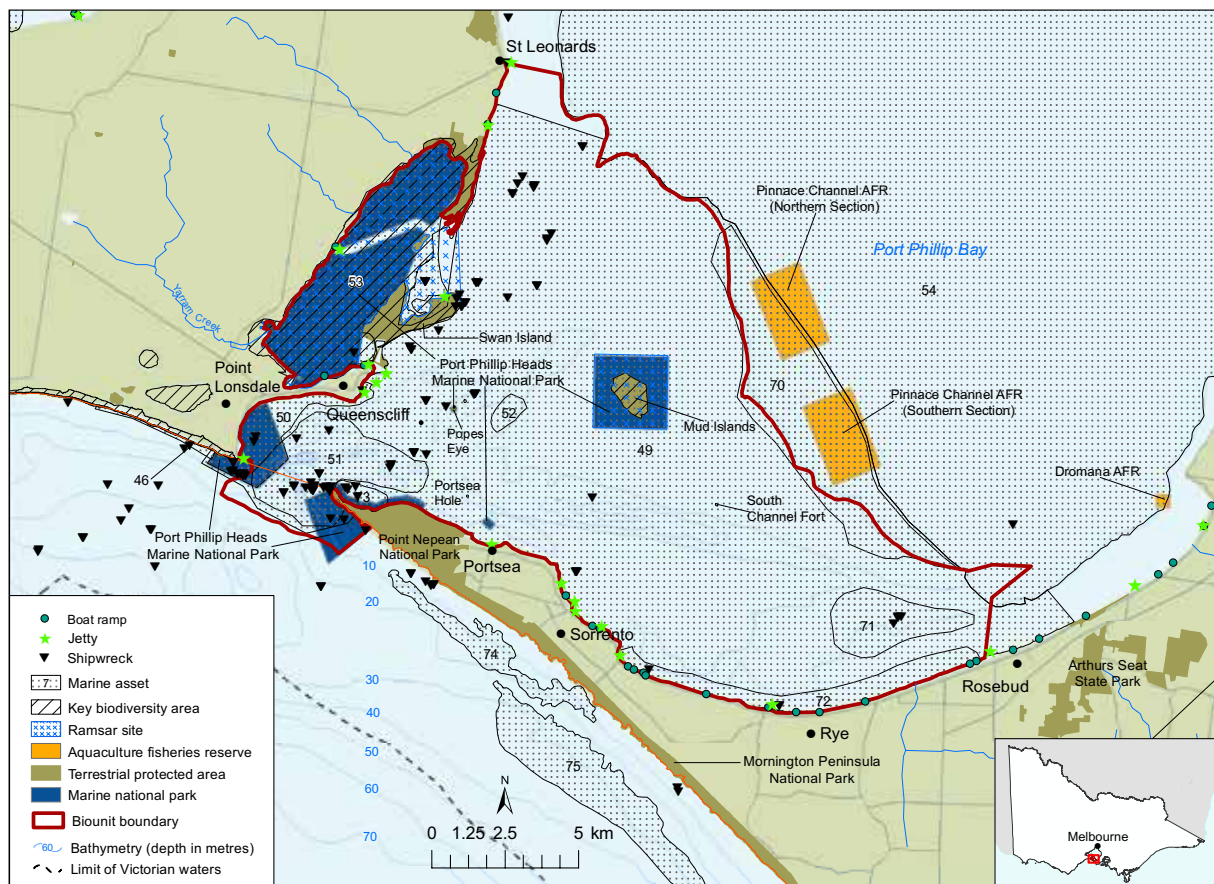 St Leonards
Pinnace Channel AFR
(Northern Section)
Port Phillip Bay
54
53
Yarram Creek
Swan Island
Port Phillip Heads
Marine National Park
Point
Lonsdale
70
Pinnace Channel AFR
(Southern Section)
50
Queenscliff
52
Mud Islands
Popes
Eye
49
51
46
Dromana AFR
Portsea
Hole
South
Channel Fort
Port Phillip Heads
Marine National Park
Point Nepean
National Park
Portsea
10
20
30
40
50
60
70
71
Sorrento
74
Arthurs Seat
State Park
Rosebud
72
Rye
75
Mornington Peninsula
National Park
Boat ramp
Jetty
Shipwreck
7 Marine asset
Key biodiversity area
Ramsar site
Aquaculture fisheries reserve
Terrestrial protected area
Marine national park
Biounit boundary
60 Bathymetry (depth in metres)
Limit of Victorian waters
N
0 1.25 2.5 5 km
Melbourne